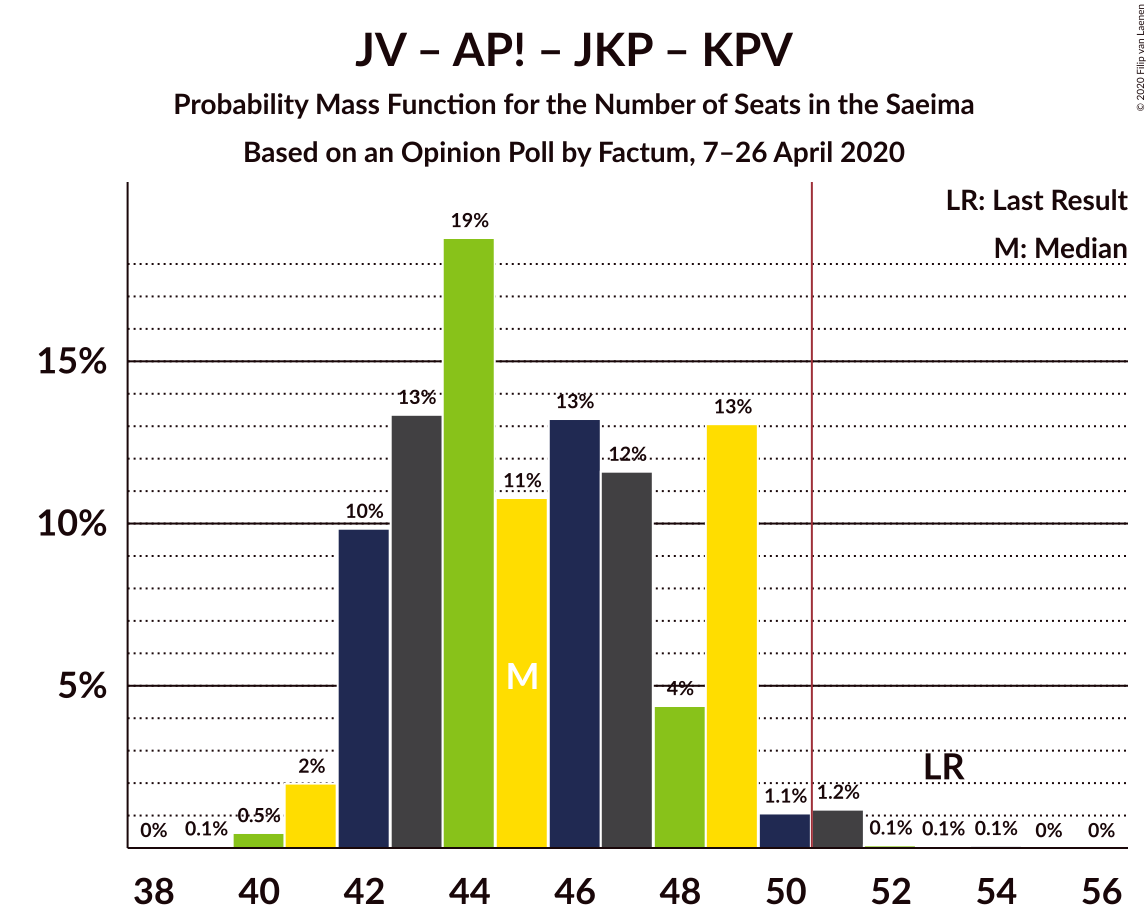 JV – AP! – JKP – KPV
Probability Mass Function for the Number of Seats in the Saeima
Based on an Opinion Poll by Factum, 7–26 April 2020
© 2020 Filip van Laenen
LR: Last Result
M: Median
15%
10%
5%
0%
0.1%
0.5%
2%
10%
13%
19%
11%
13%
12%
4%
13%
1.1%
1.2%
0.1%
0.1%
0.1%
0%
0%
M
LR
38 40 42 44 46 48 50 52 54 56